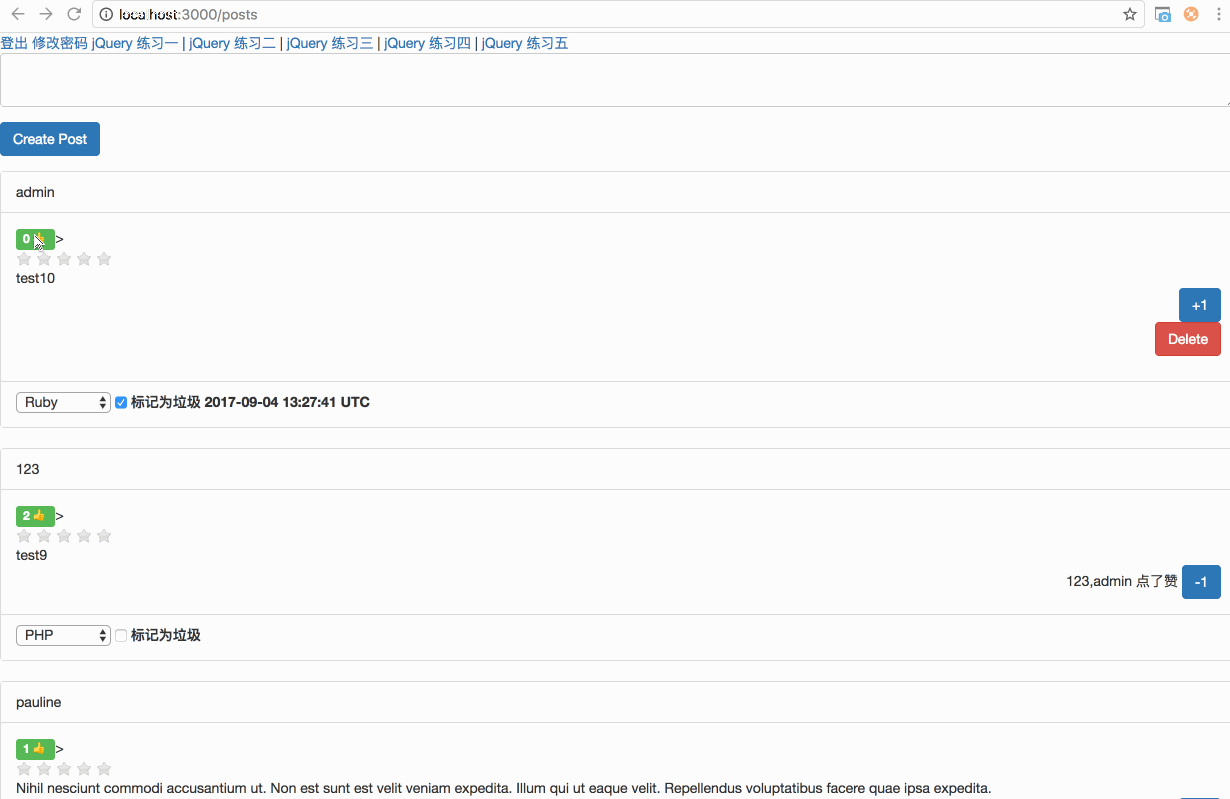 localhost:3000/posts
登出 修改密码 jQuery 练习一 | jQuery 练习二 | jQuery 练习三 | jQuery 练习四 | jQuery 练习五
Create Post
admin
0 👍>
test10
+1
Delete
Ruby 标记为垃圾 2017-09-04 13:27:41 UTC
123
2 👍>
test9
123,admin 点了赞 -1
PHP 标记为垃圾
pauline
1 👍>
Nihil nesciunt commodi accusantium ut. Non est sunt est velit veniam expedita. Illum qui ut eaque velit. Repellendus voluptatibus facere quae ipsa expedita.